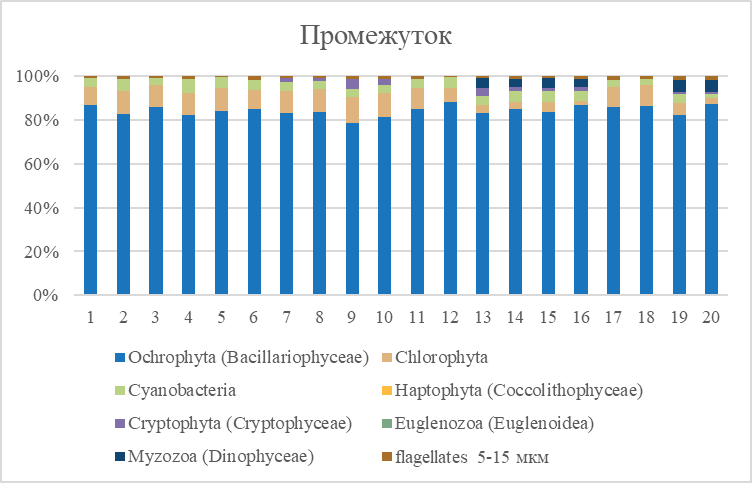 Промежуток
100%
80%
60%
40%
20%
0%
1 2 3 4 5 6 7 8 9 10 11 12 13 14 15 16 17 18 19 20
Ochrophyta (Bacillariophyceae) Chlorophyta
Cyanobacteria Haptophyta (Coccolithophyceae)
Cryptophyta (Cryptophyceae) Euglenozoa (Euglenoidea)
Myzozoa (Dinophyceae) flagellates 5-15 мкм